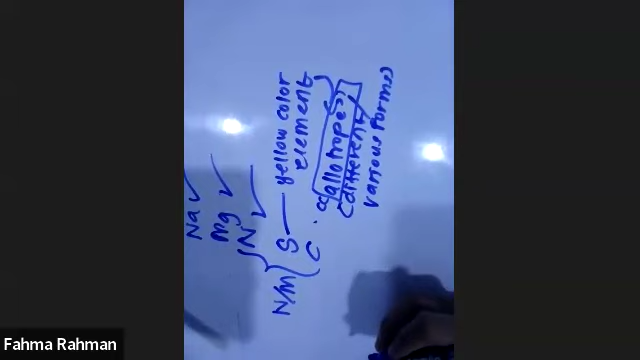 Na ✓
Mg ✓
N ✓
N/M { S — yellow color
element
C
allotropes
(different/
various forms)
Fahma Rahman